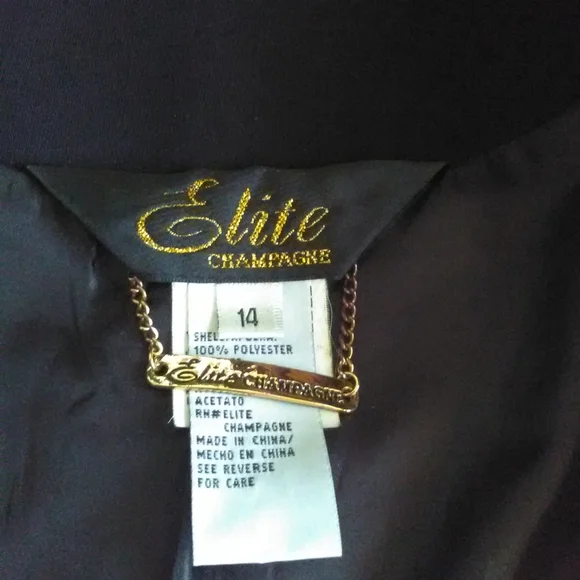 Elite
CHAMPAGNE
14
100% POLYESTER
Elite CHAMPAGNE
ACETATO
RN#ELITE
CHAMPAGNE
MADE IN CHINA/
MECHO EN CHINA
SEE REVERSE
FOR CARE